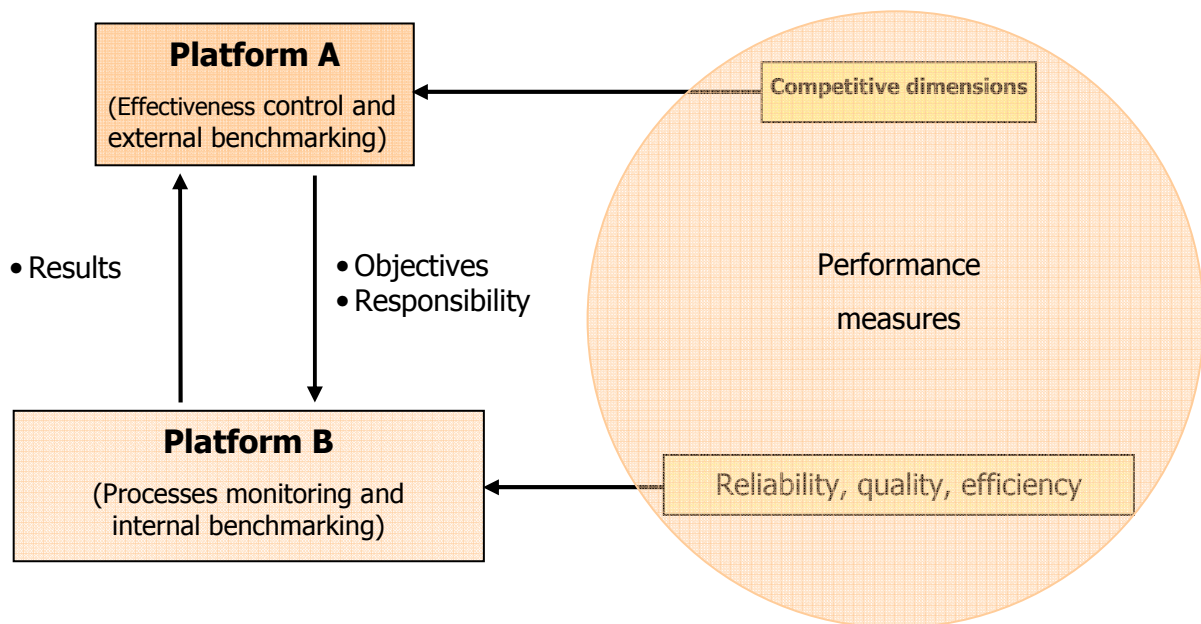 Platform A
(Effectiveness control and
external benchmarking)
Competitive dimensions
• Results
• Objectives
• Responsibility
Performance
measures
Platform B
(Processes monitoring and
internal benchmarking)
Reliability, quality, efficiency